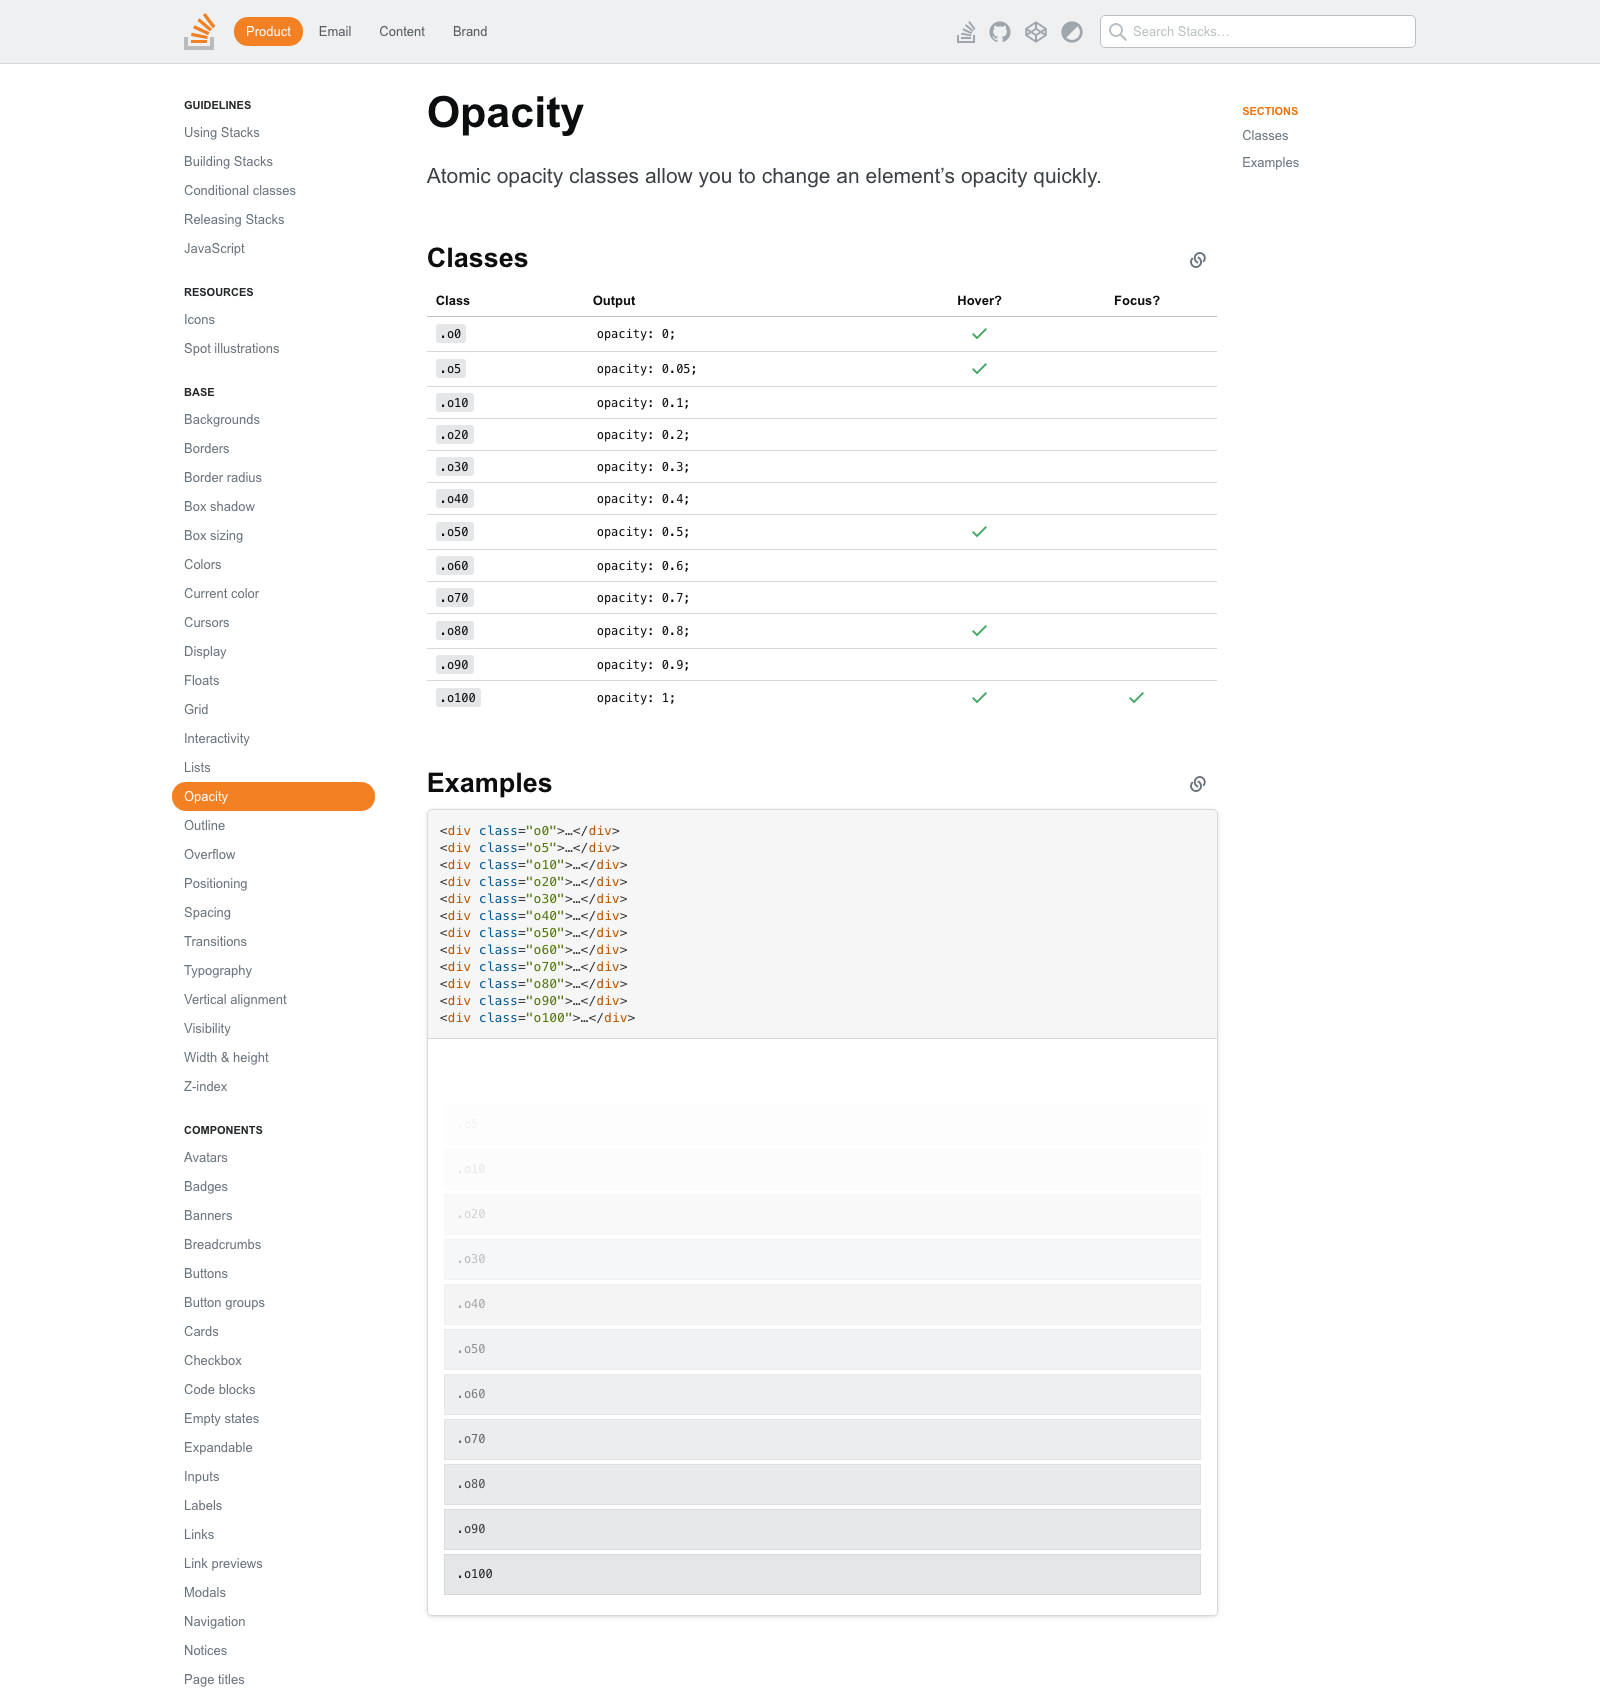 Product Email Content Brand Search Stacks…
GUIDELINES
Using Stacks
Building Stacks
Conditional classes
Releasing Stacks
JavaScript
RESOURCES
Icons
Spot illustrations
BASE
Backgrounds
Borders
Border radius
Box shadow
Box sizing
Colors
Current color
Cursors
Display
Floats
Grid
Interactivity
Lists
Opacity
Outline
Overflow
Positioning
Spacing
Transitions
Typography
Vertical alignment
Visibility
Width & height
Z-index
COMPONENTS
Avatars
Badges
Banners
Breadcrumbs
Buttons
Button groups
Cards
Checkbox
Code blocks
Empty states
Expandable
Inputs
Labels
Links
Link previews
Modals
Navigation
Notices
Page titles
Opacity
Atomic opacity classes allow you to change an element’s opacity quickly.
Classes
Class Output Hover? Focus?
.o0 opacity: 0;
.o5 opacity: 0.05;
.o10 opacity: 0.1;
.o20 opacity: 0.2;
.o30 opacity: 0.3;
.o40 opacity: 0.4;
.o50 opacity: 0.5;
.o60 opacity: 0.6;
.o70 opacity: 0.7;
.o80 opacity: 0.8;
.o90 opacity: 0.9;
.o100 opacity: 1;
Examples
<div class="o0">…</div>
<div class="o5">…</div>
<div class="o10">…</div>
<div class="o20">…</div>
<div class="o30">…</div>
<div class="o40">…</div>
<div class="o50">…</div>
<div class="o60">…</div>
<div class="o70">…</div>
<div class="o80">…</div>
<div class="o90">…</div>
<div class="o100">…</div>
.o5
.o10
.o20
.o30
.o40
.o50
.o60
.o70
.o80
.o90
.o100
SECTIONS
Classes
Examples